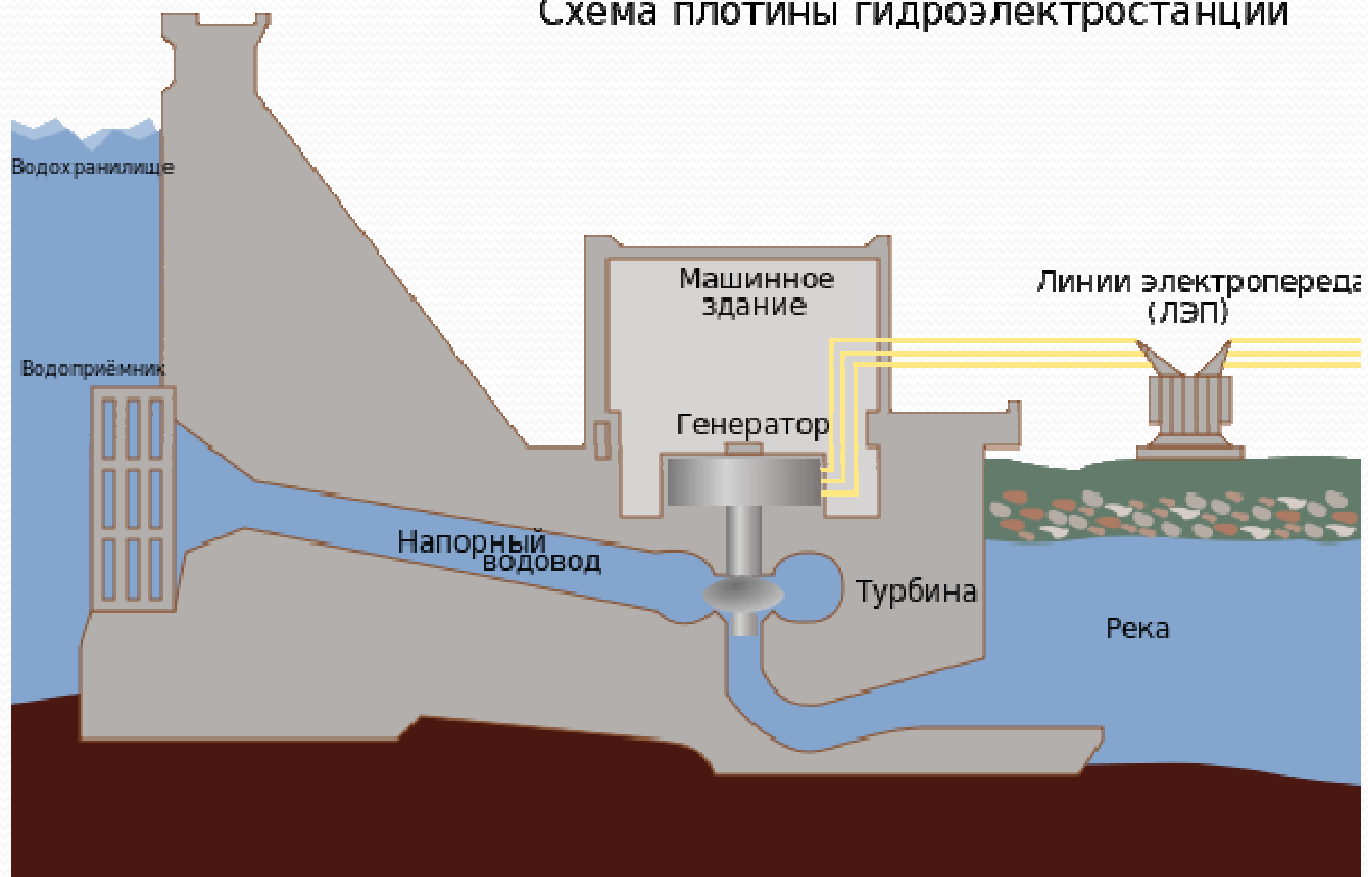 Схема плотины гидроэлектростанции
Водохранилище
Машинное
здание
Линии электропереда
(ЛЭП)
Водоприёмник
Генератор
Напорный
водовод
Турбина
Река